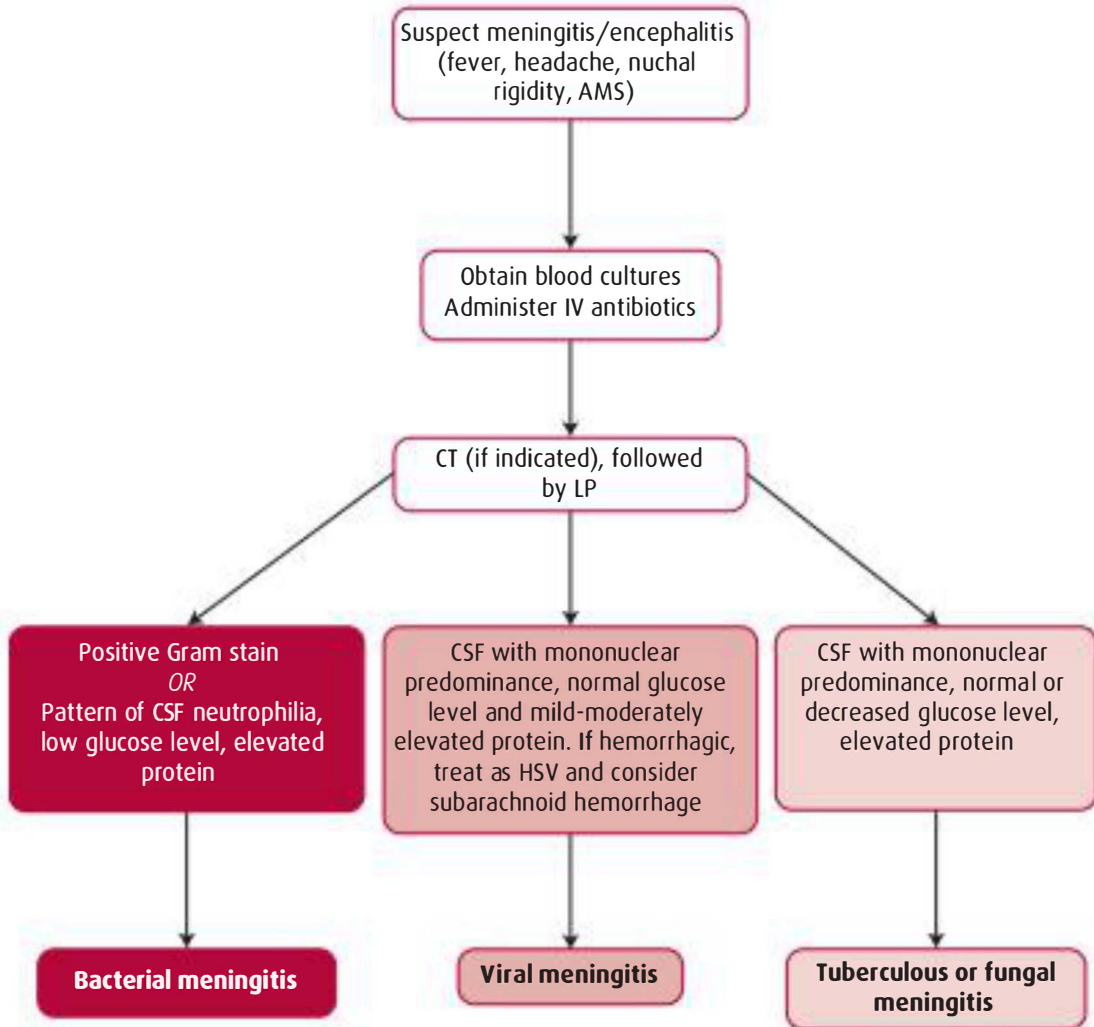 Suspect meningitis/encephalitis
(fever, headache, nuchal
rigidity, AMS)
Obtain blood cultures
Administer IV antibiotics
CT (if indicated), followed
by LP
Positive Gram stain
OR
Pattern of CSF neutrophilia,
low glucose level, elevated
protein
CSF with mononuclear
predominance, normal glucose
level and mild-moderately
elevated protein. If hemorrhagic,
treat as HSV and consider
subarachnoid hemorrhage
CSF with mononuclear
predominance, normal or
decreased glucose level,
elevated protein
Bacterial meningitis
Viral meningitis
Tuberculous or fungal
meningitis